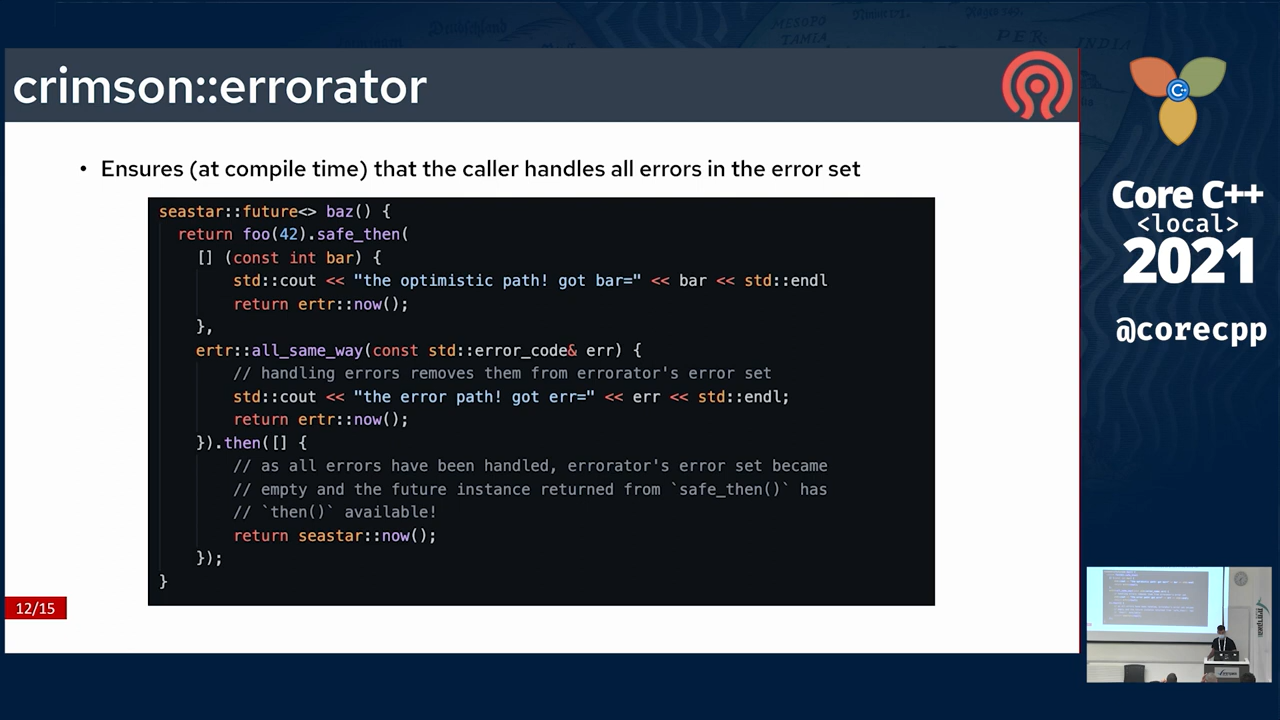 Deutschland
MESOPO
TAMIA
PER
INDIA
crimson::errorator
• Ensures (at compile time) that the caller handles all errors in the error set
seastar::future<> baz() {
return foo(42).safe_then(
[] (const int bar) {
std::cout << "the optimistic path! got bar=" << bar << std::endl
return ertr::now();
},
ertr::all_same_way(const std::error_code& err) {
// handling errors removes them from errorator's error set
std::cout << "the error path! got err=" << err << std::endl;
return ertr::now();
}).then([] {
// as all errors have been handled, errorator's error set became
// empty and the future instance returned from `safe_then()` has
// `then()` available!
return seastar::now();
});
}
12/15
C++
Core C++
<local>
2021
@corecpp